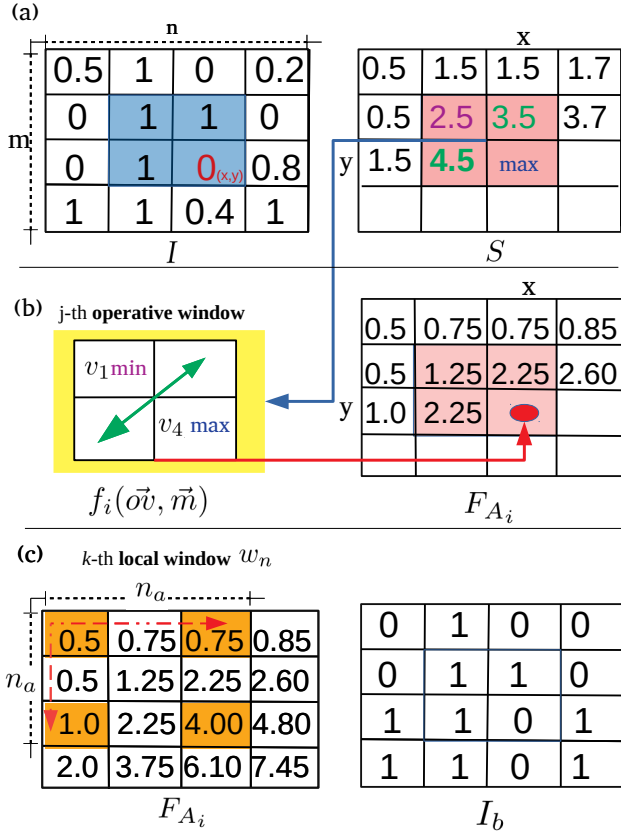 (a)
n
m
0.5 1 0 0.2
0 1 1 0
0 1 0(x,y) 0.8
1 1 0.4 1
I
x
y
0.5 1.5 1.5 1.7
0.5 2.5 3.5 3.7
1.5 4.5 max
S
(b)
j-th operative window
v₁min
v₄ max
fᵢ(o⃗v, m⃗)
x
y
0.5 0.75 0.75 0.85
0.5 1.25 2.25 2.60
1.0 2.25
F_{A_i}
(c)
k-th local window wₙ
nₐ
nₐ
0.5 0.75 0.75 0.85
0.5 1.25 2.25 2.60
1.0 2.25 4.00 4.80
2.0 3.75 6.10 7.45
F_{A_i}
0 1 0 0
0 1 1 0
1 1 0 1
1 1 0 1
I_b